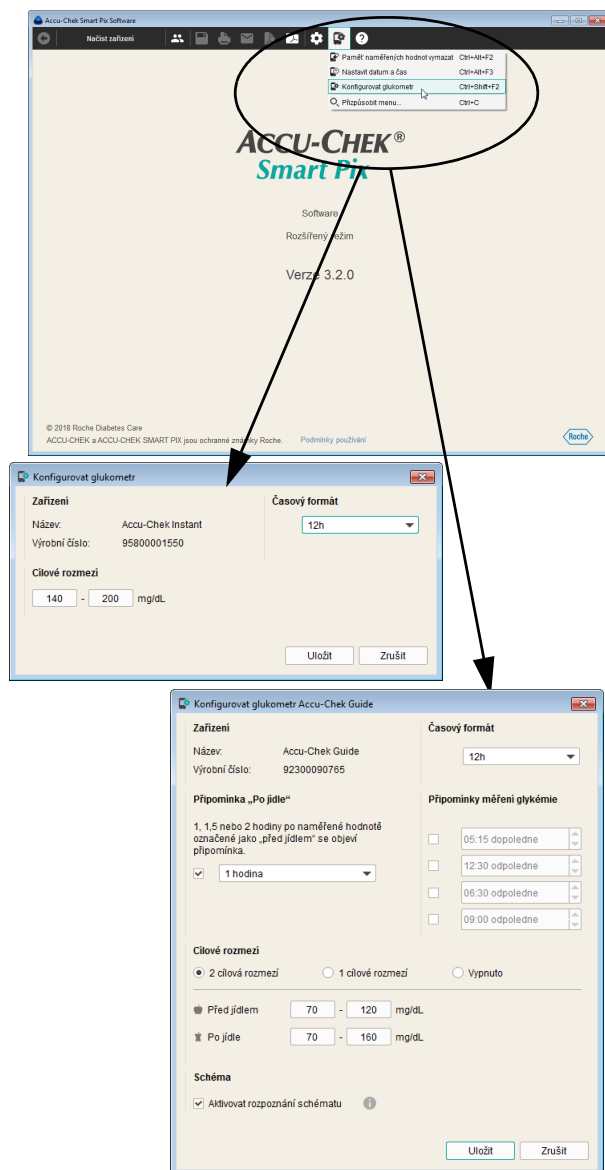 Accu-Chek Smart Pix Software
Načíst zařízení
Paměť naměřených hodnot vymazat Ctrl+Alt+F2
Nastavit datum a čas Ctrl+Alt+F3
Konfigurovat glukometr Ctrl+Shift+F2
Přizpůsobit menu... Ctrl+C
ACCU-CHEK®
Smart Pix
Software
Rozšířený režim
Verze 3.2.0
© 2018 Roche Diabetes Care
ACCU-CHEK a ACCU-CHEK SMART PIX jsou ochranné známky Roche. Podmínky používání
Roche
Konfigurovat glukometr
Zařízení
Časový formát
Název: Accu-Chek Instant
12h
Výrobní číslo: 95800001550
Cílové rozmezí
140 - 200 mg/dL
Uložit Zrušit
Konfigurovat glukometr Accu-Chek Guide
Zařízení
Časový formát
Název: Accu-Chek Guide
12h
Výrobní číslo: 92300090765
Připomínka „Po jídle“
1, 1,5 nebo 2 hodiny po naměřené hodnotě
označené jako „před jídlem“ se objeví
připomínka.
1 hodina
Připomínky měření glykémie
05:15 dopoledne
12:30 odpoledne
06:30 odpoledne
09:00 odpoledne
Cílové rozmezí
2 cílová rozmezí 1 cílové rozmezí Vypnuto
Před jídlem 70 - 120 mg/dL
Po jídle 70 - 160 mg/dL
Schéma
Aktivovat rozpoznání schématu
Uložit Zrušit